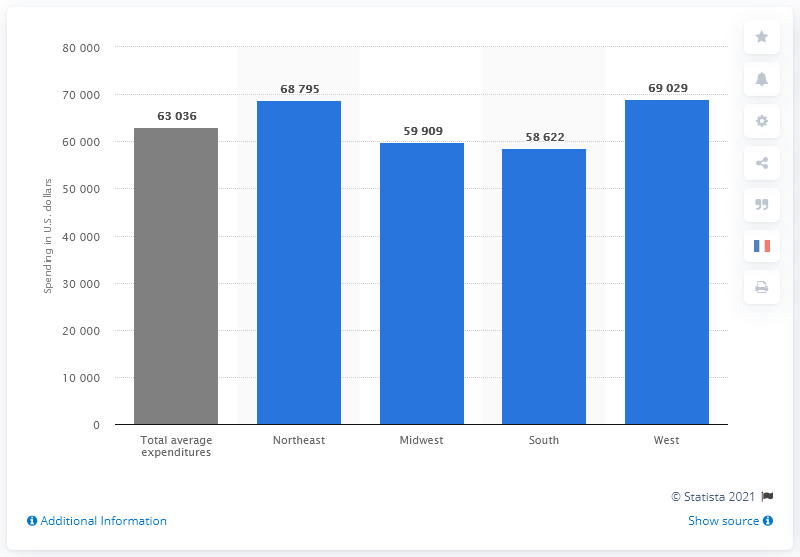 80 000
70 000
60 000
50 000
40 000
30 000
20 000
10 000
0
Spending in U.S. dollars
63 036
68 795
59 909
58 622
69 029
Total average
expenditures
Northeast
Midwest
South
West
© Statista 2021
Additional Information
Show source